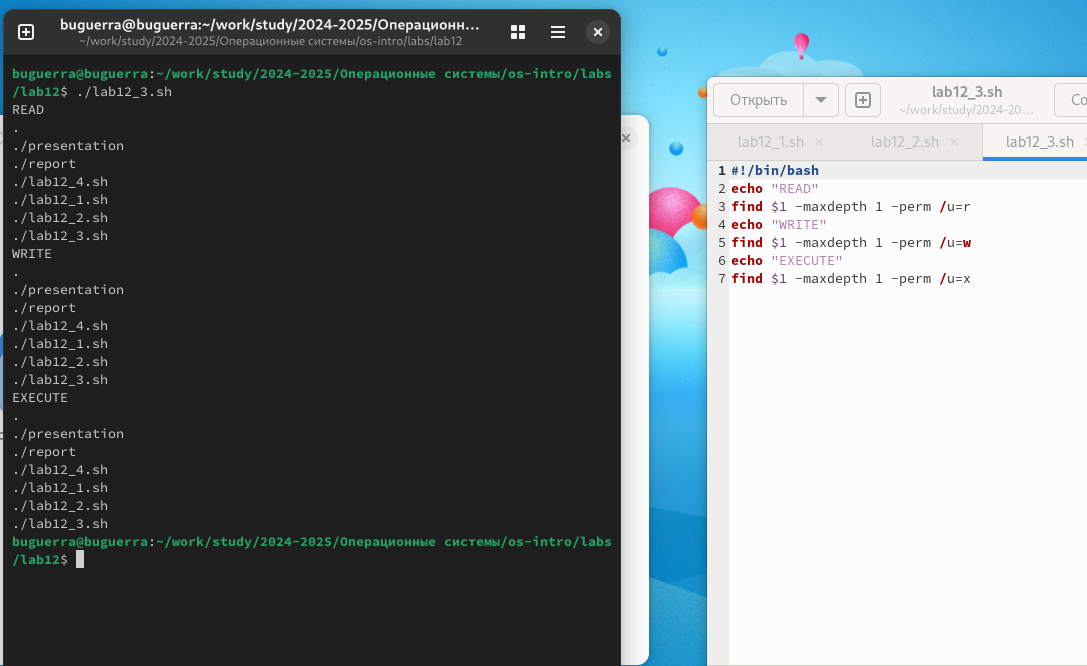 buguerra@buguerra:~/work/study/2024-2025/Операционн...
~/work/study/2024-2025/Операционные системы/os-intro/labs/lab12
buguerra@buguerra:~/work/study/2024-2025/Операционные системы/os-intro/labs
/lab12$ ./lab12_3.sh
READ
.
./presentation
./report
./lab12_4.sh
./lab12_1.sh
./lab12_2.sh
./lab12_3.sh
WRITE
.
./presentation
./report
./lab12_4.sh
./lab12_1.sh
./lab12_2.sh
./lab12_3.sh
EXECUTE
.
./presentation
./report
./lab12_4.sh
./lab12_1.sh
./lab12_2.sh
./lab12_3.sh
buguerra@buguerra:~/work/study/2024-2025/Операционные системы/os-intro/labs
/lab12$
Открыть
lab12_3.sh
~/work/study/2024-20...
Со
lab12_1.sh
lab12_2.sh
lab12_3.sh
1 #!/bin/bash
2 echo "READ"
3 find $1 -maxdepth 1 -perm /u=r
4 echo "WRITE"
5 find $1 -maxdepth 1 -perm /u=w
6 echo "EXECUTE"
7 find $1 -maxdepth 1 -perm /u=x